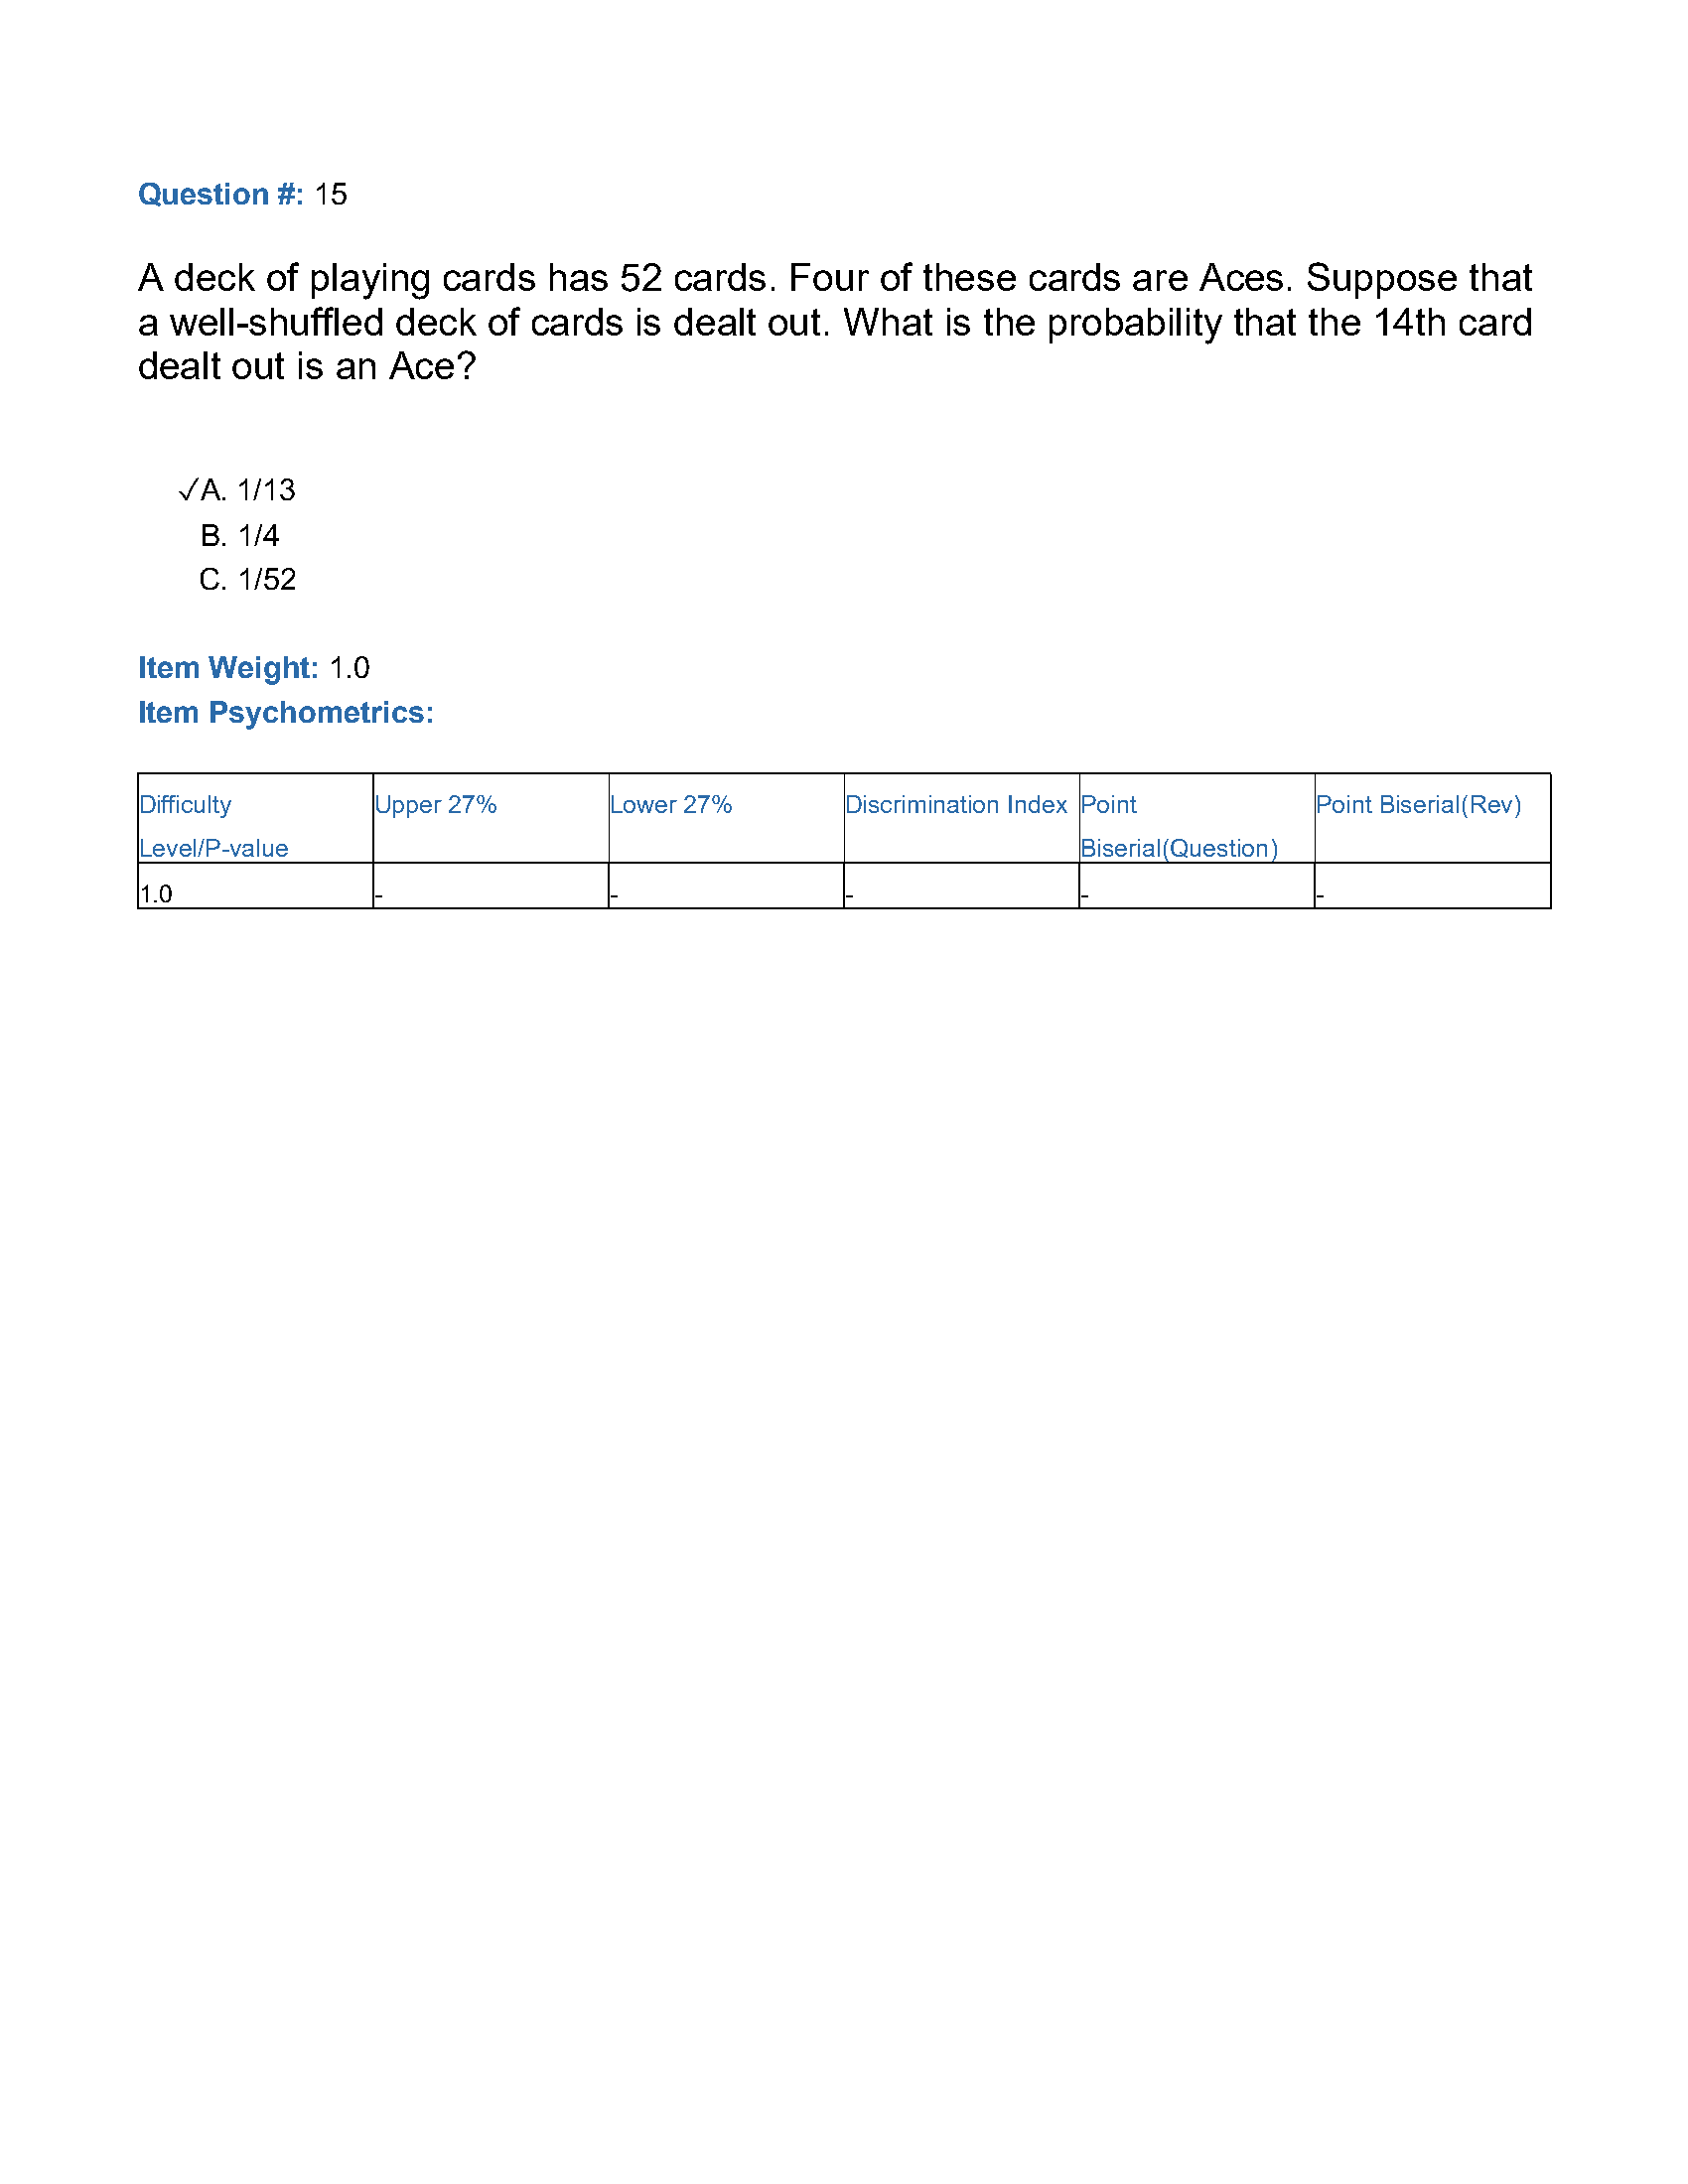 Question #: 15
A deck of playing cards has 52 cards. Four of these cards are Aces. Suppose that
a well-shuffled deck of cards is dealt out. What is the probability that the 14th card
dealt out is an Ace?
✓A. 1/13
B. 1/4
C. 1/52
Item Weight: 1.0
Item Psychometrics:
Difficulty Level/P-value Upper 27% Lower 27% Discrimination Index Point Biserial(Question) Point Biserial(Rev)
1.0 - - - - -